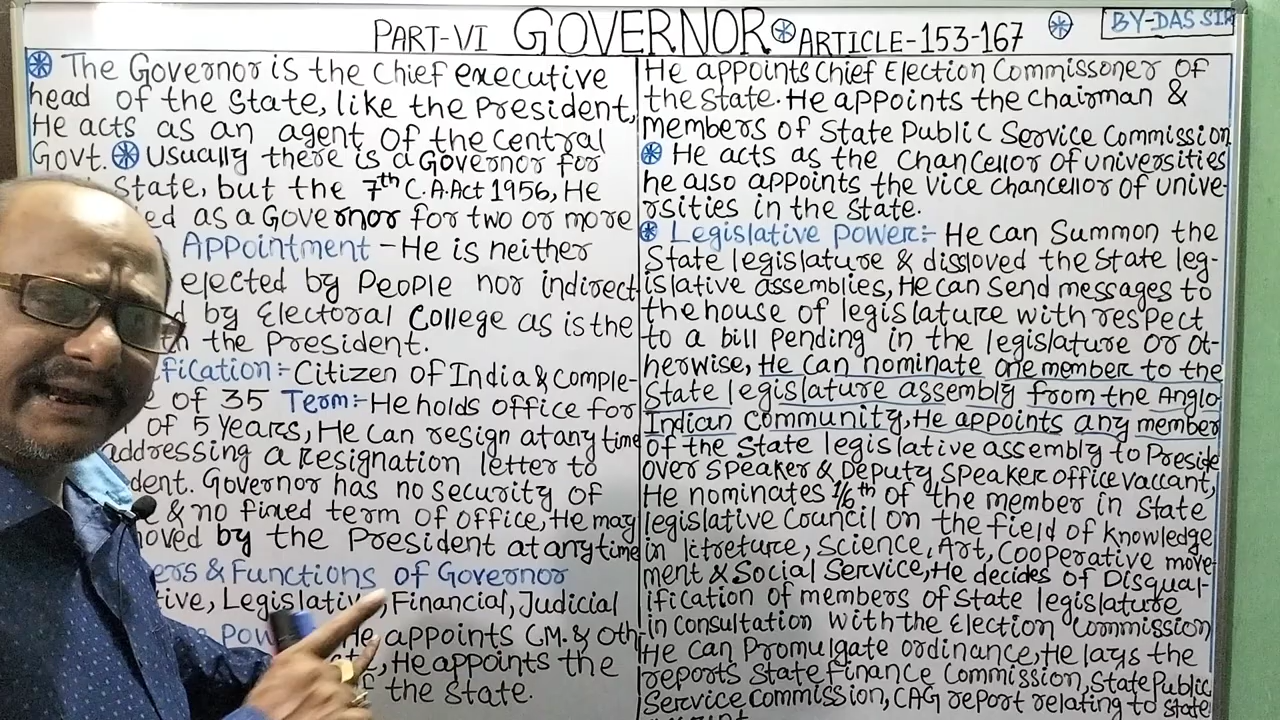 PART-VI GOVERNOR ARTICLE-153-167
BY-DAS SIR
The Governor is the chief executive
head of the State, like the President,
He acts as an agent of the Central
Govt. Usually there is a Governor for
State, but the 7th C.A.Act 1956, He
ed as a Governor for two or more
Appointment - He is neither
elected by People nor indirect
d by Electoral College as is the
the President.
fication:- Citizen of India & Comple-
e of 35 Term:- He holds office for
of 5 Years, He can resign at any time
addressing a resignation letter to
dent. Governor has no security of
& no fixed term of office, He may
oved by the President at any time
ers & Functions of Governor
tive, Legislative, Financial, Judicial
Pow He appoints C.M. & oth-
He appoints the
f the State.
He appoints Chief Election Commissoner of
the State. He appoints the Chairman &
members of State Public Service Commission
He acts as the Chancellor of universities
he also appoints the vice chancellor of unive-
rsities in the State.
Legislative power:- He can Summon the
State legislature & dissloved the State leg-
islative assemblies, He can send messages to
the house of legislature with respect
to a bill pending in the legislature or ot-
herwise, He can nominate one member to the
State legislature assembly from the Anglo
Indian Community, He appoints any member
of the State legislative assembly to Preside
over Speaker & Deputy Speaker office vaccant,
He nominates 1/6th of the member in State
legislative Council on the field of knowledge
in litreture, Science, Art, Cooperative move-
ment & Social Service, He decides of Disqual-
ification of members of State legislature
in consultation with the Election Commission
He can Promulgate ordinance, He lays the
reports State Finance Commission, State Public
Service Commission, CAG report relating to state